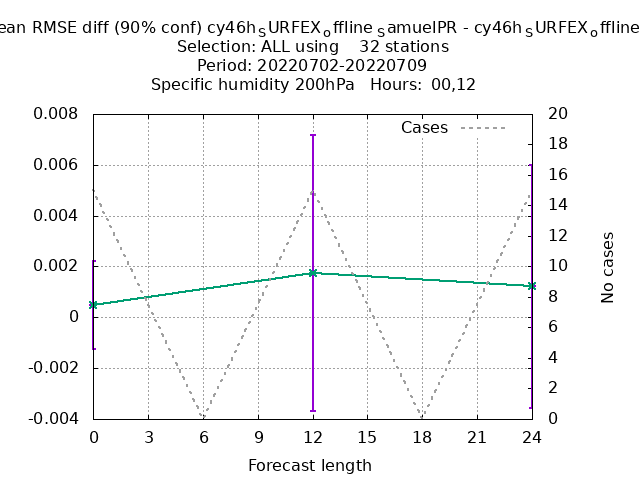 ean RMSE diff (90% conf) cy46h_SURFEX_offline_SamuelPR - cy46h_SURFEX_offline
Selection: ALL using    32 stations
Period: 20220702-20220709
Specific humidity 200hPa   Hours:  00,12
Cases
0.008
0.006
0.004
0.002
0
-0.002
-0.004
20
18
16
14
12
10
8
6
4
2
0
No cases
0 3 6 9 12 15 18 21 24
Forecast length